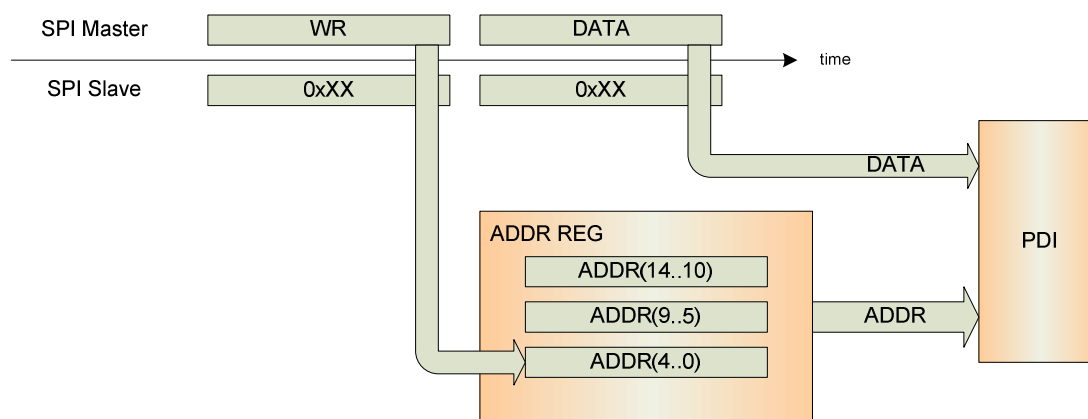 SPI Master WR DATA
time
SPI Slave 0xXX 0xXX
DATA
ADDR REG
PDI
ADDR(14..10)
ADDR(9..5)
ADDR
ADDR(4..0)